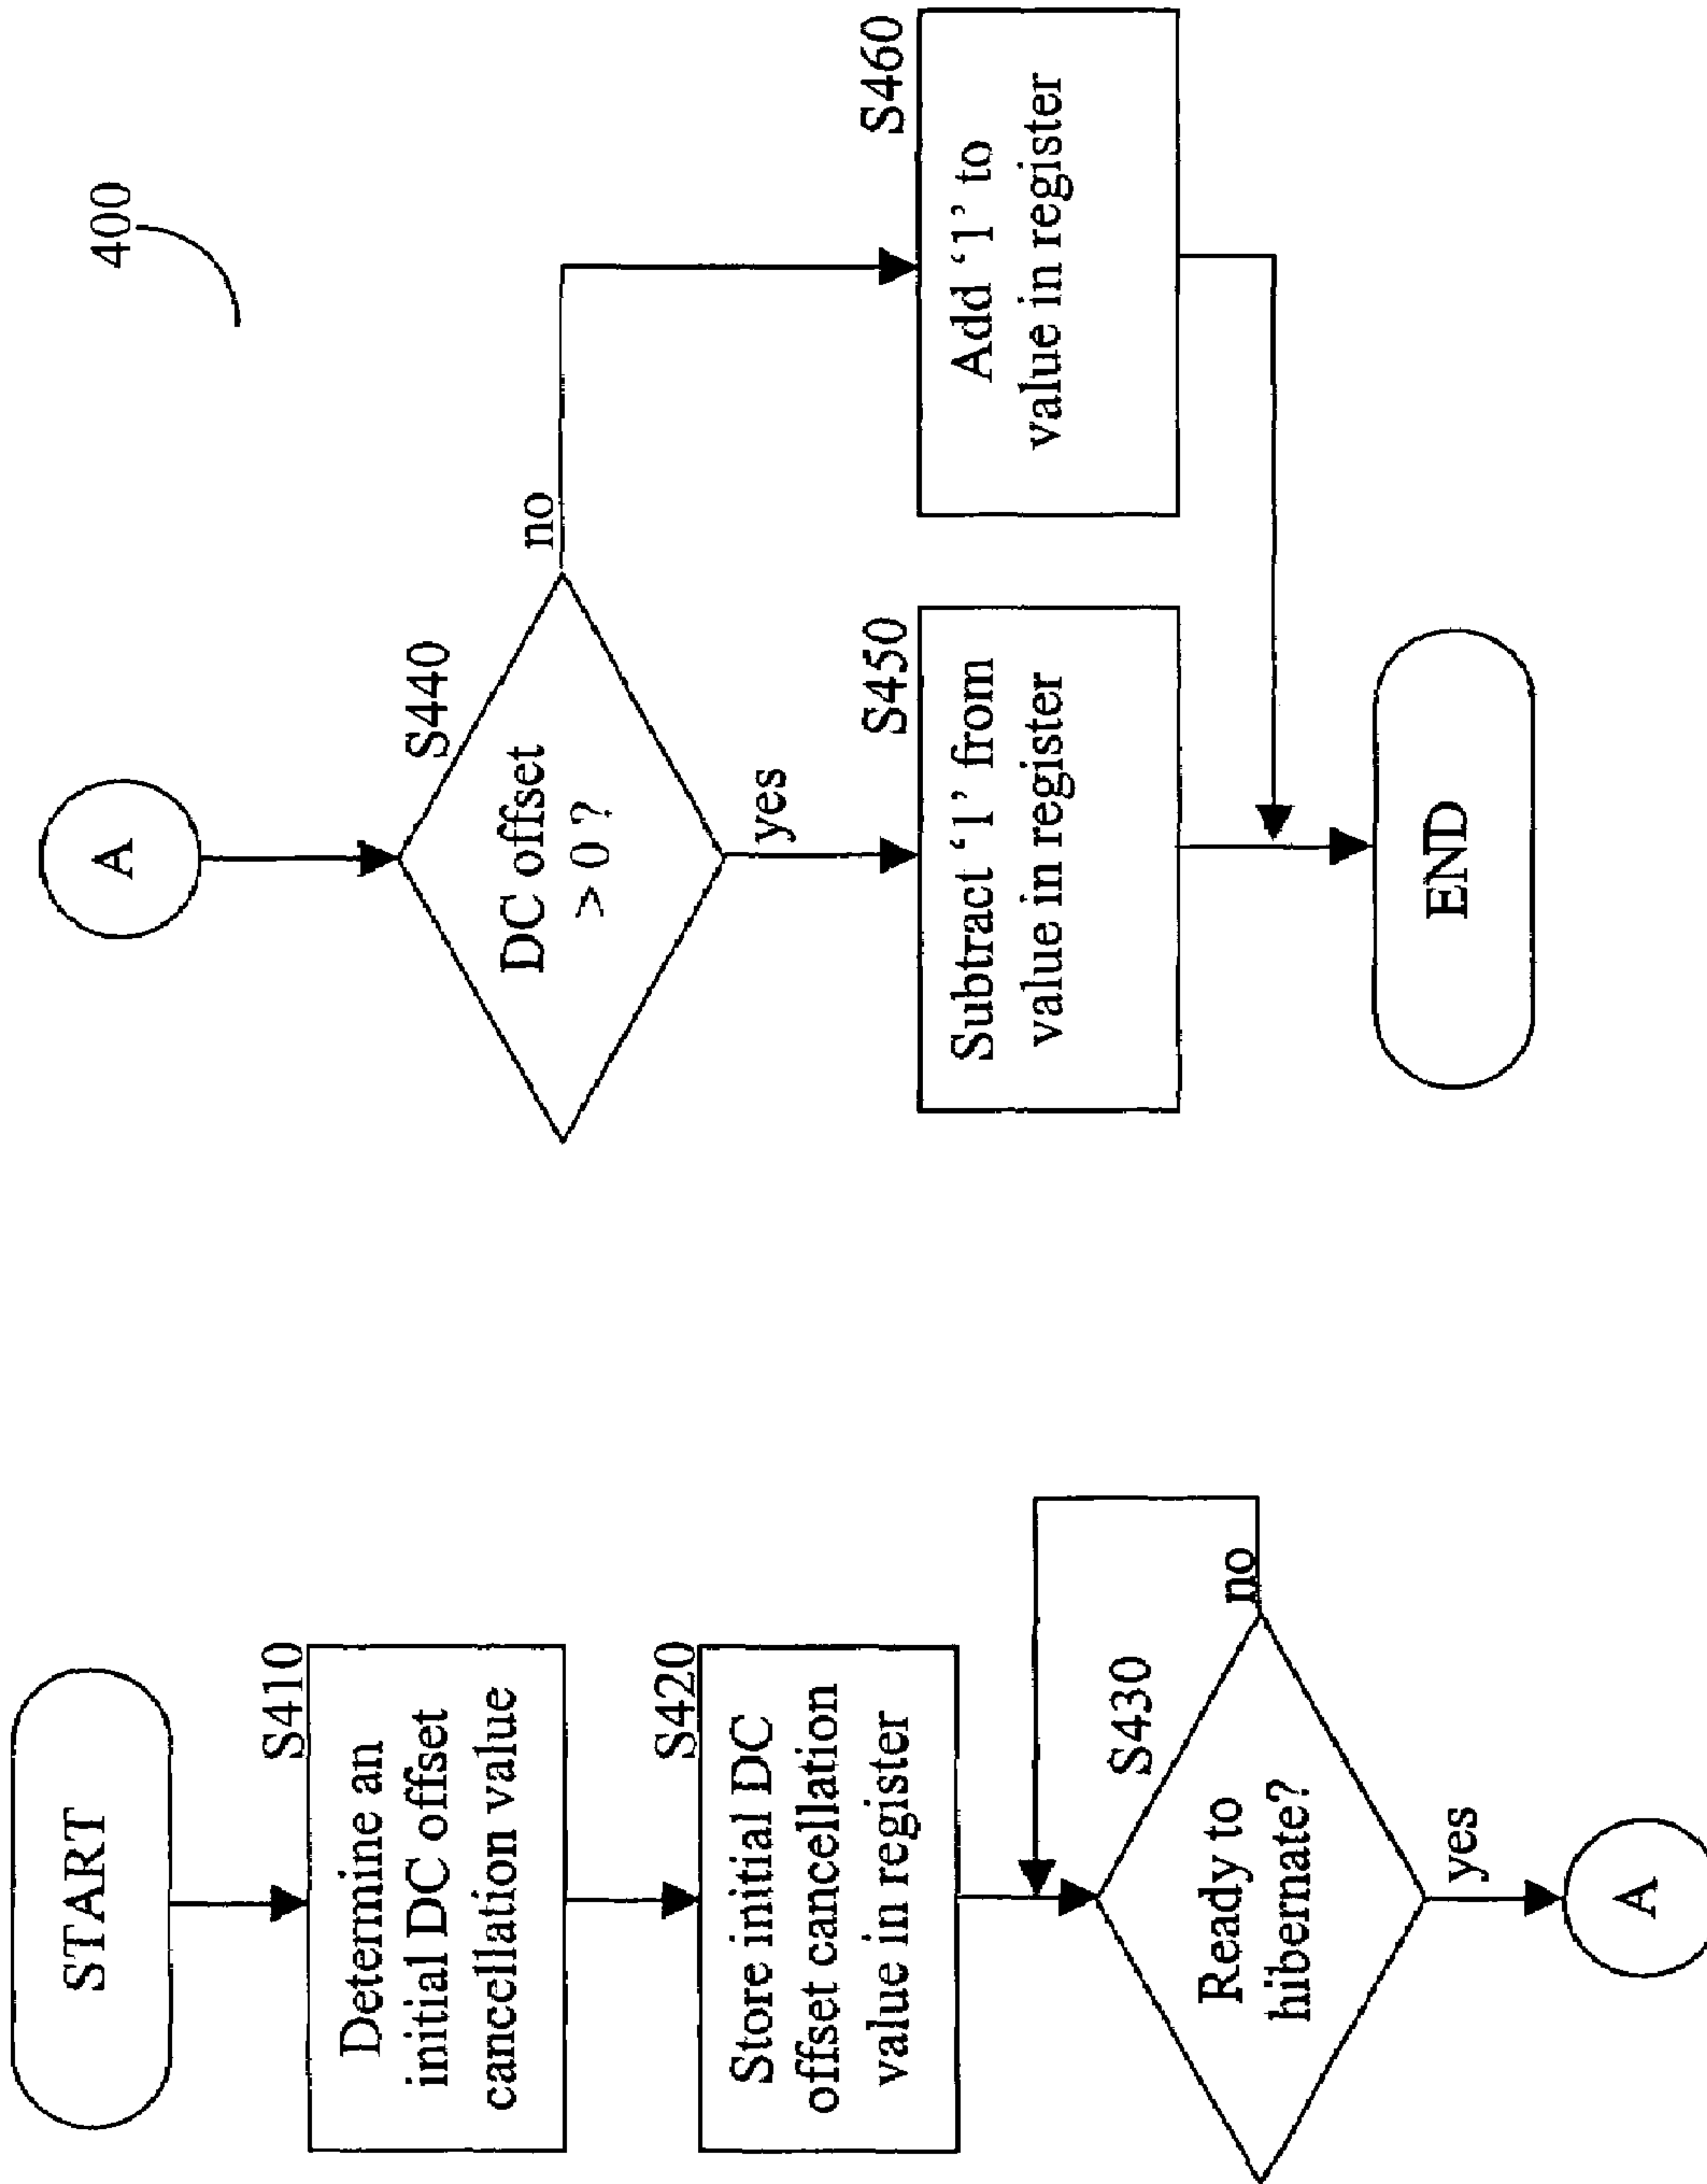 400
START
S410
Determine an
initial DC offset
cancellation value
S420
Store initial DC
offset cancellation
value in register
S430
Ready to
hibernate?
no
yes
A
A
S440
DC offset
> 0 ?
no
yes
S450
Subtract ‘1’ from
value in register
S460
Add ‘1’ to
value in register
END